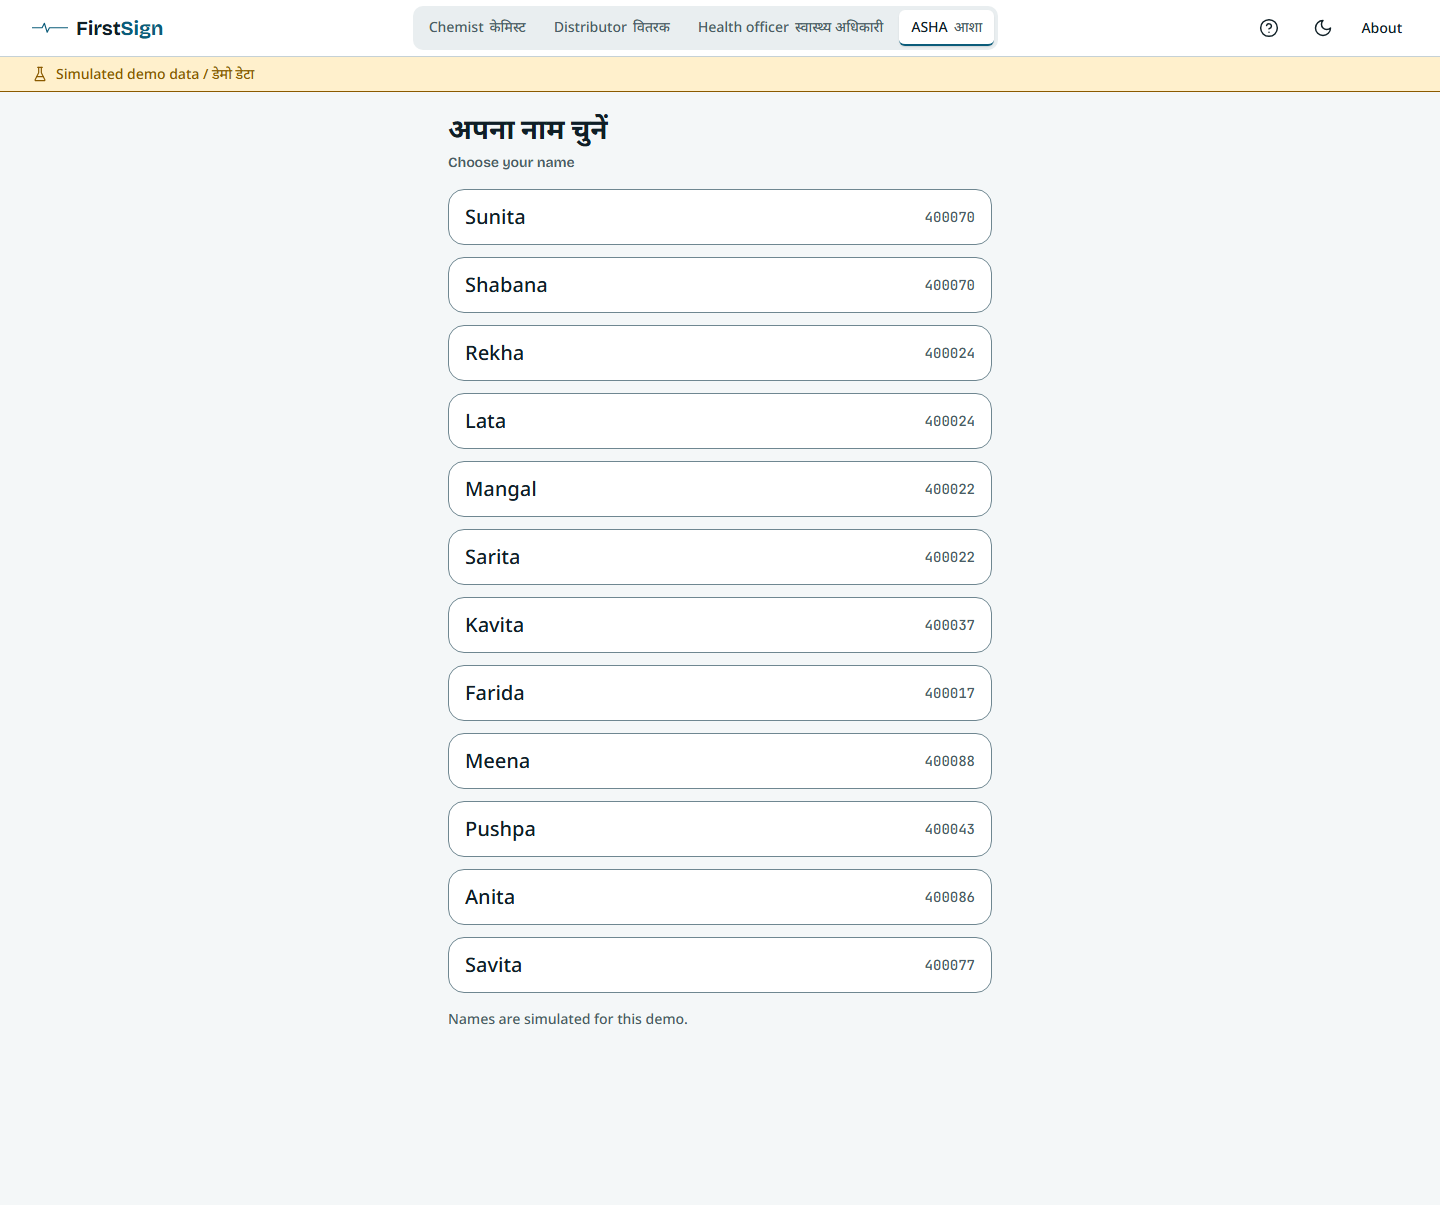 FirstSign
Chemist केमिस्ट Distributor वितरक Health officer स्वास्थ्य अधिकारी ASHA आशा
About
Simulated demo data / डेमो डेटा
अपना नाम चुनें
Choose your name
Sunita 400070
Shabana 400070
Rekha 400024
Lata 400024
Mangal 400022
Sarita 400022
Kavita 400037
Farida 400017
Meena 400088
Pushpa 400043
Anita 400086
Savita 400077
Names are simulated for this demo.